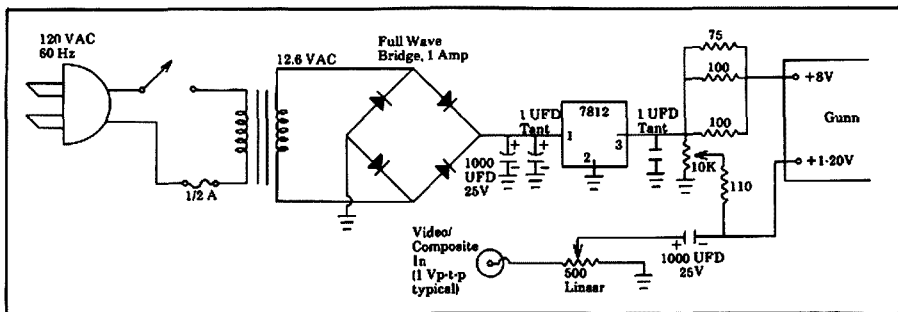 120 VAC
60 Hz
1/2 A
12.6 VAC
Full Wave
Bridge, 1 Amp
1000
UFD
25V
1 UFD
Tant
7812
1
2
3
1 UFD
Tant
75
100
100
10K
110
+8V
Gunn
+1-20V
Video/
Composite
In
(1 Vp-t-p
typical)
500
Linear
+
-
1000 UFD
25V